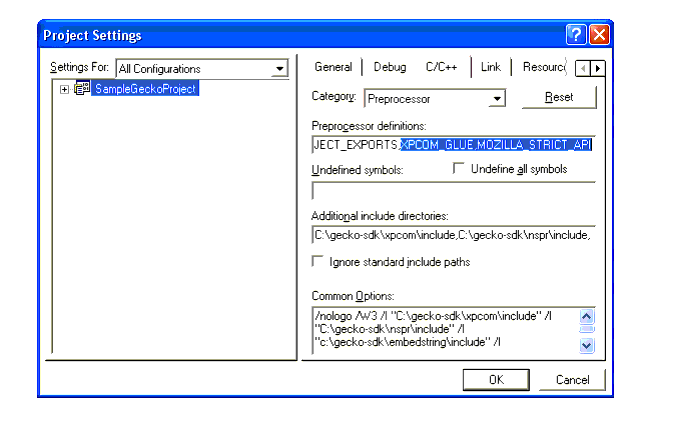 Project Settings
Settings For: All Configurations
SampleGeckoProject
General Debug C/C++ Link Resourc
Category: Preprocessor Reset
Preprocessor definitions:
JECT_EXPORTS,XPCOM_GLUE,MOZILLA_STRICT_API
Undefined symbols: Undefine all symbols
Additional include directories:
C:\gecko-sdk\xpcom\include,C:\gecko-sdk\nspr\include,
Ignore standard include paths
Common Options:
/nologo /W3 /I "C:\gecko-sdk\xpcom\include" /I
"C:\gecko-sdk\nspr\include" /I
"c:\gecko-sdk\embedstring\include" /I
OK Cancel